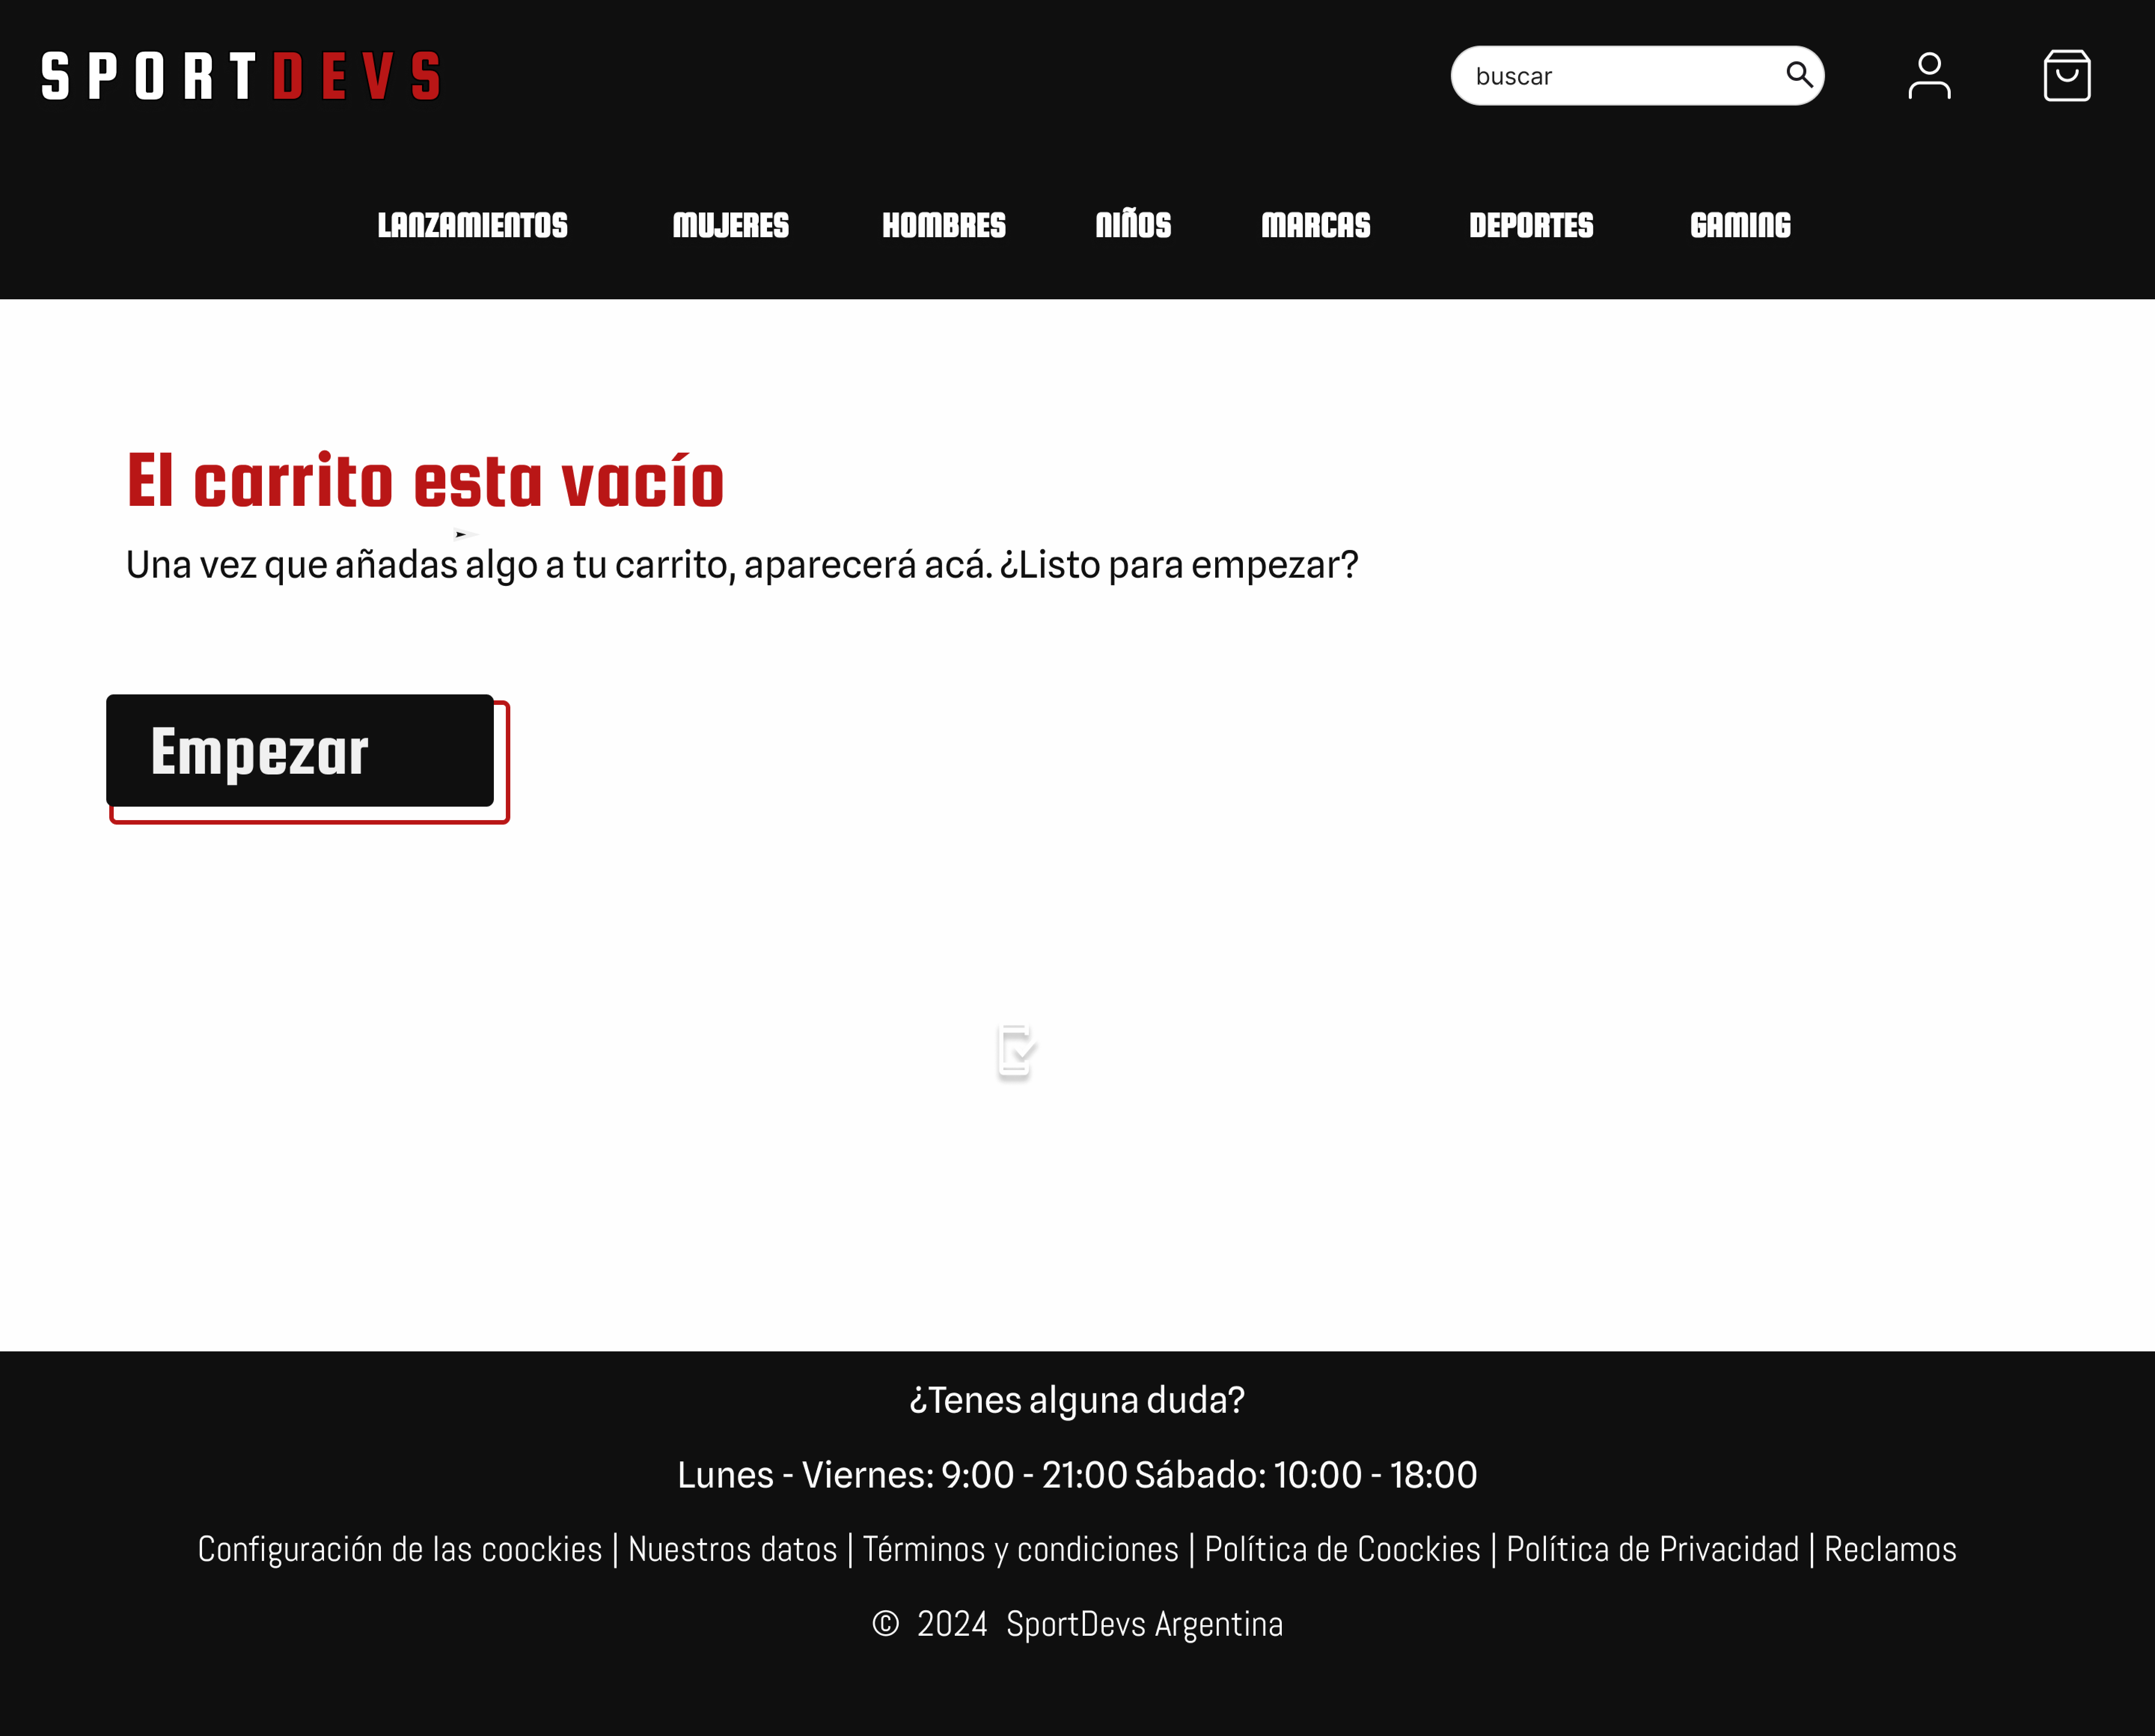 SPORTDEVS
buscar
LANZAMIENTOS MUJERES HOMBRES NIÑOS MARCAS DEPORTES GAMING
El carrito esta vacío
Una vez que añadas algo a tu carrito, aparecerá acá. ¿Listo para empezar?
Empezar
¿Tenes alguna duda?
Lunes - Viernes: 9:00 - 21:00 Sábado: 10:00 - 18:00
Configuración de las coockies | Nuestros datos | Términos y condiciones | Política de Coockies | Política de Privacidad | Reclamos
© 2024 SportDevs Argentina